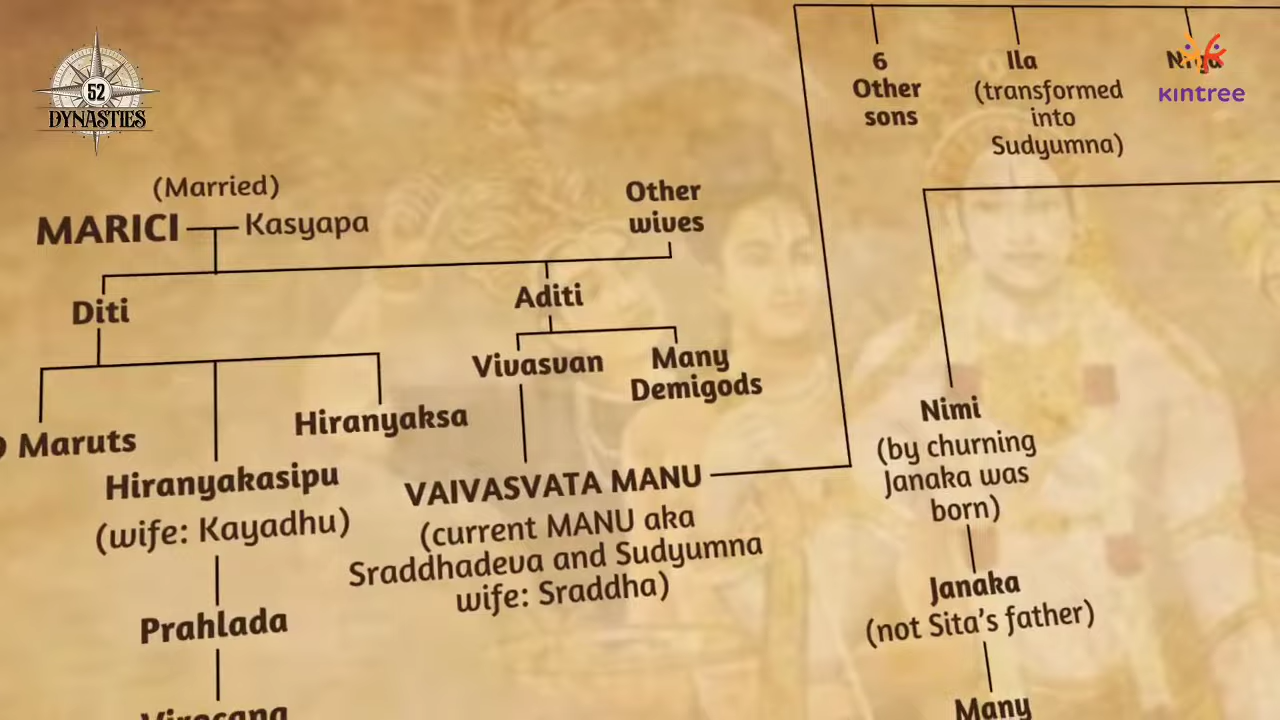 52
DYNASTIES
kintree
6
Other
sons
Ila
(transformed
into
Sudyumna)
(Married)
MARICI
Kasyapa
Other
wives
Diti
Aditi
Vivasvan
Many
Demigods
Maruts
Hiranyaksa
Hiranyakasipu
(wife: Kayadhu)
VAIVASVATA MANU
(current MANU aka
Sraddhadeva and Sudyumna
wife: Sraddha)
Prahlada
Nimi
(by churning
Janaka was
born)
Janaka
(not Sita's father)
Many